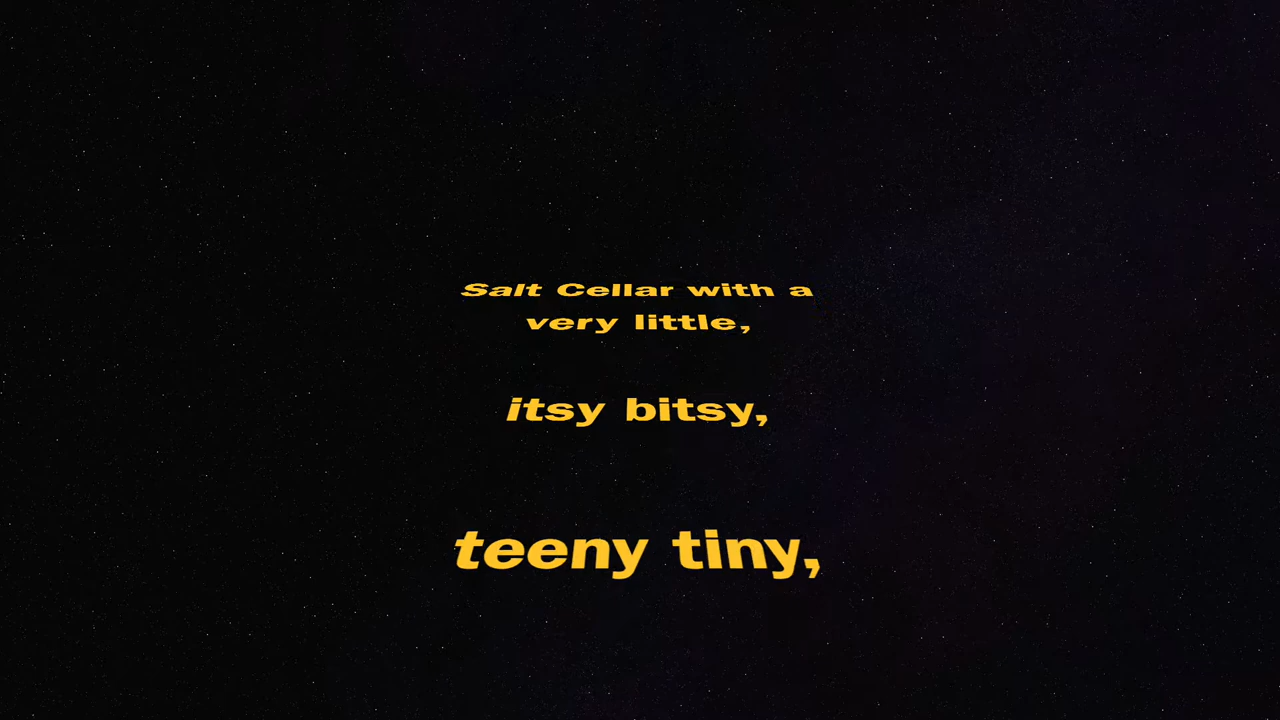 Salt Cellar with a
very little,
itsy bitsy,
teeny tiny,